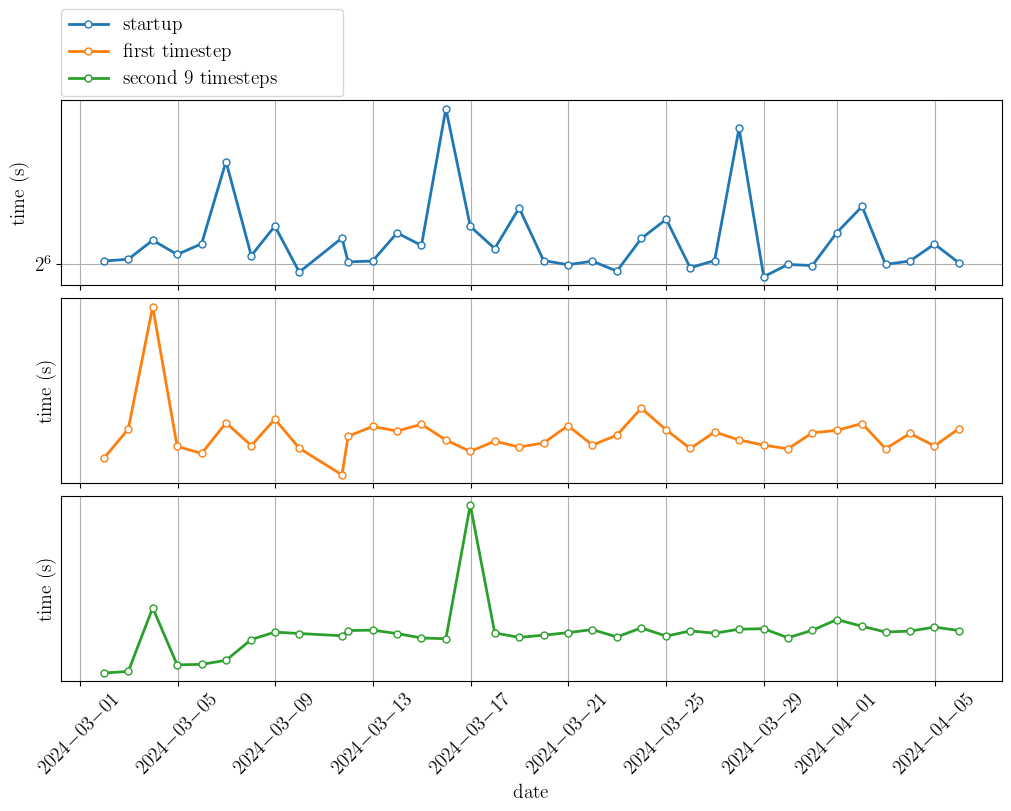 startup
first timestep
second 9 timesteps
time (s)
2⁶
time (s)
time (s)
2024−03−01
2024−03−05
2024−03−09
2024−03−13
2024−03−17
2024−03−21
2024−03−25
2024−03−29
2024−04−01
2024−04−05
date